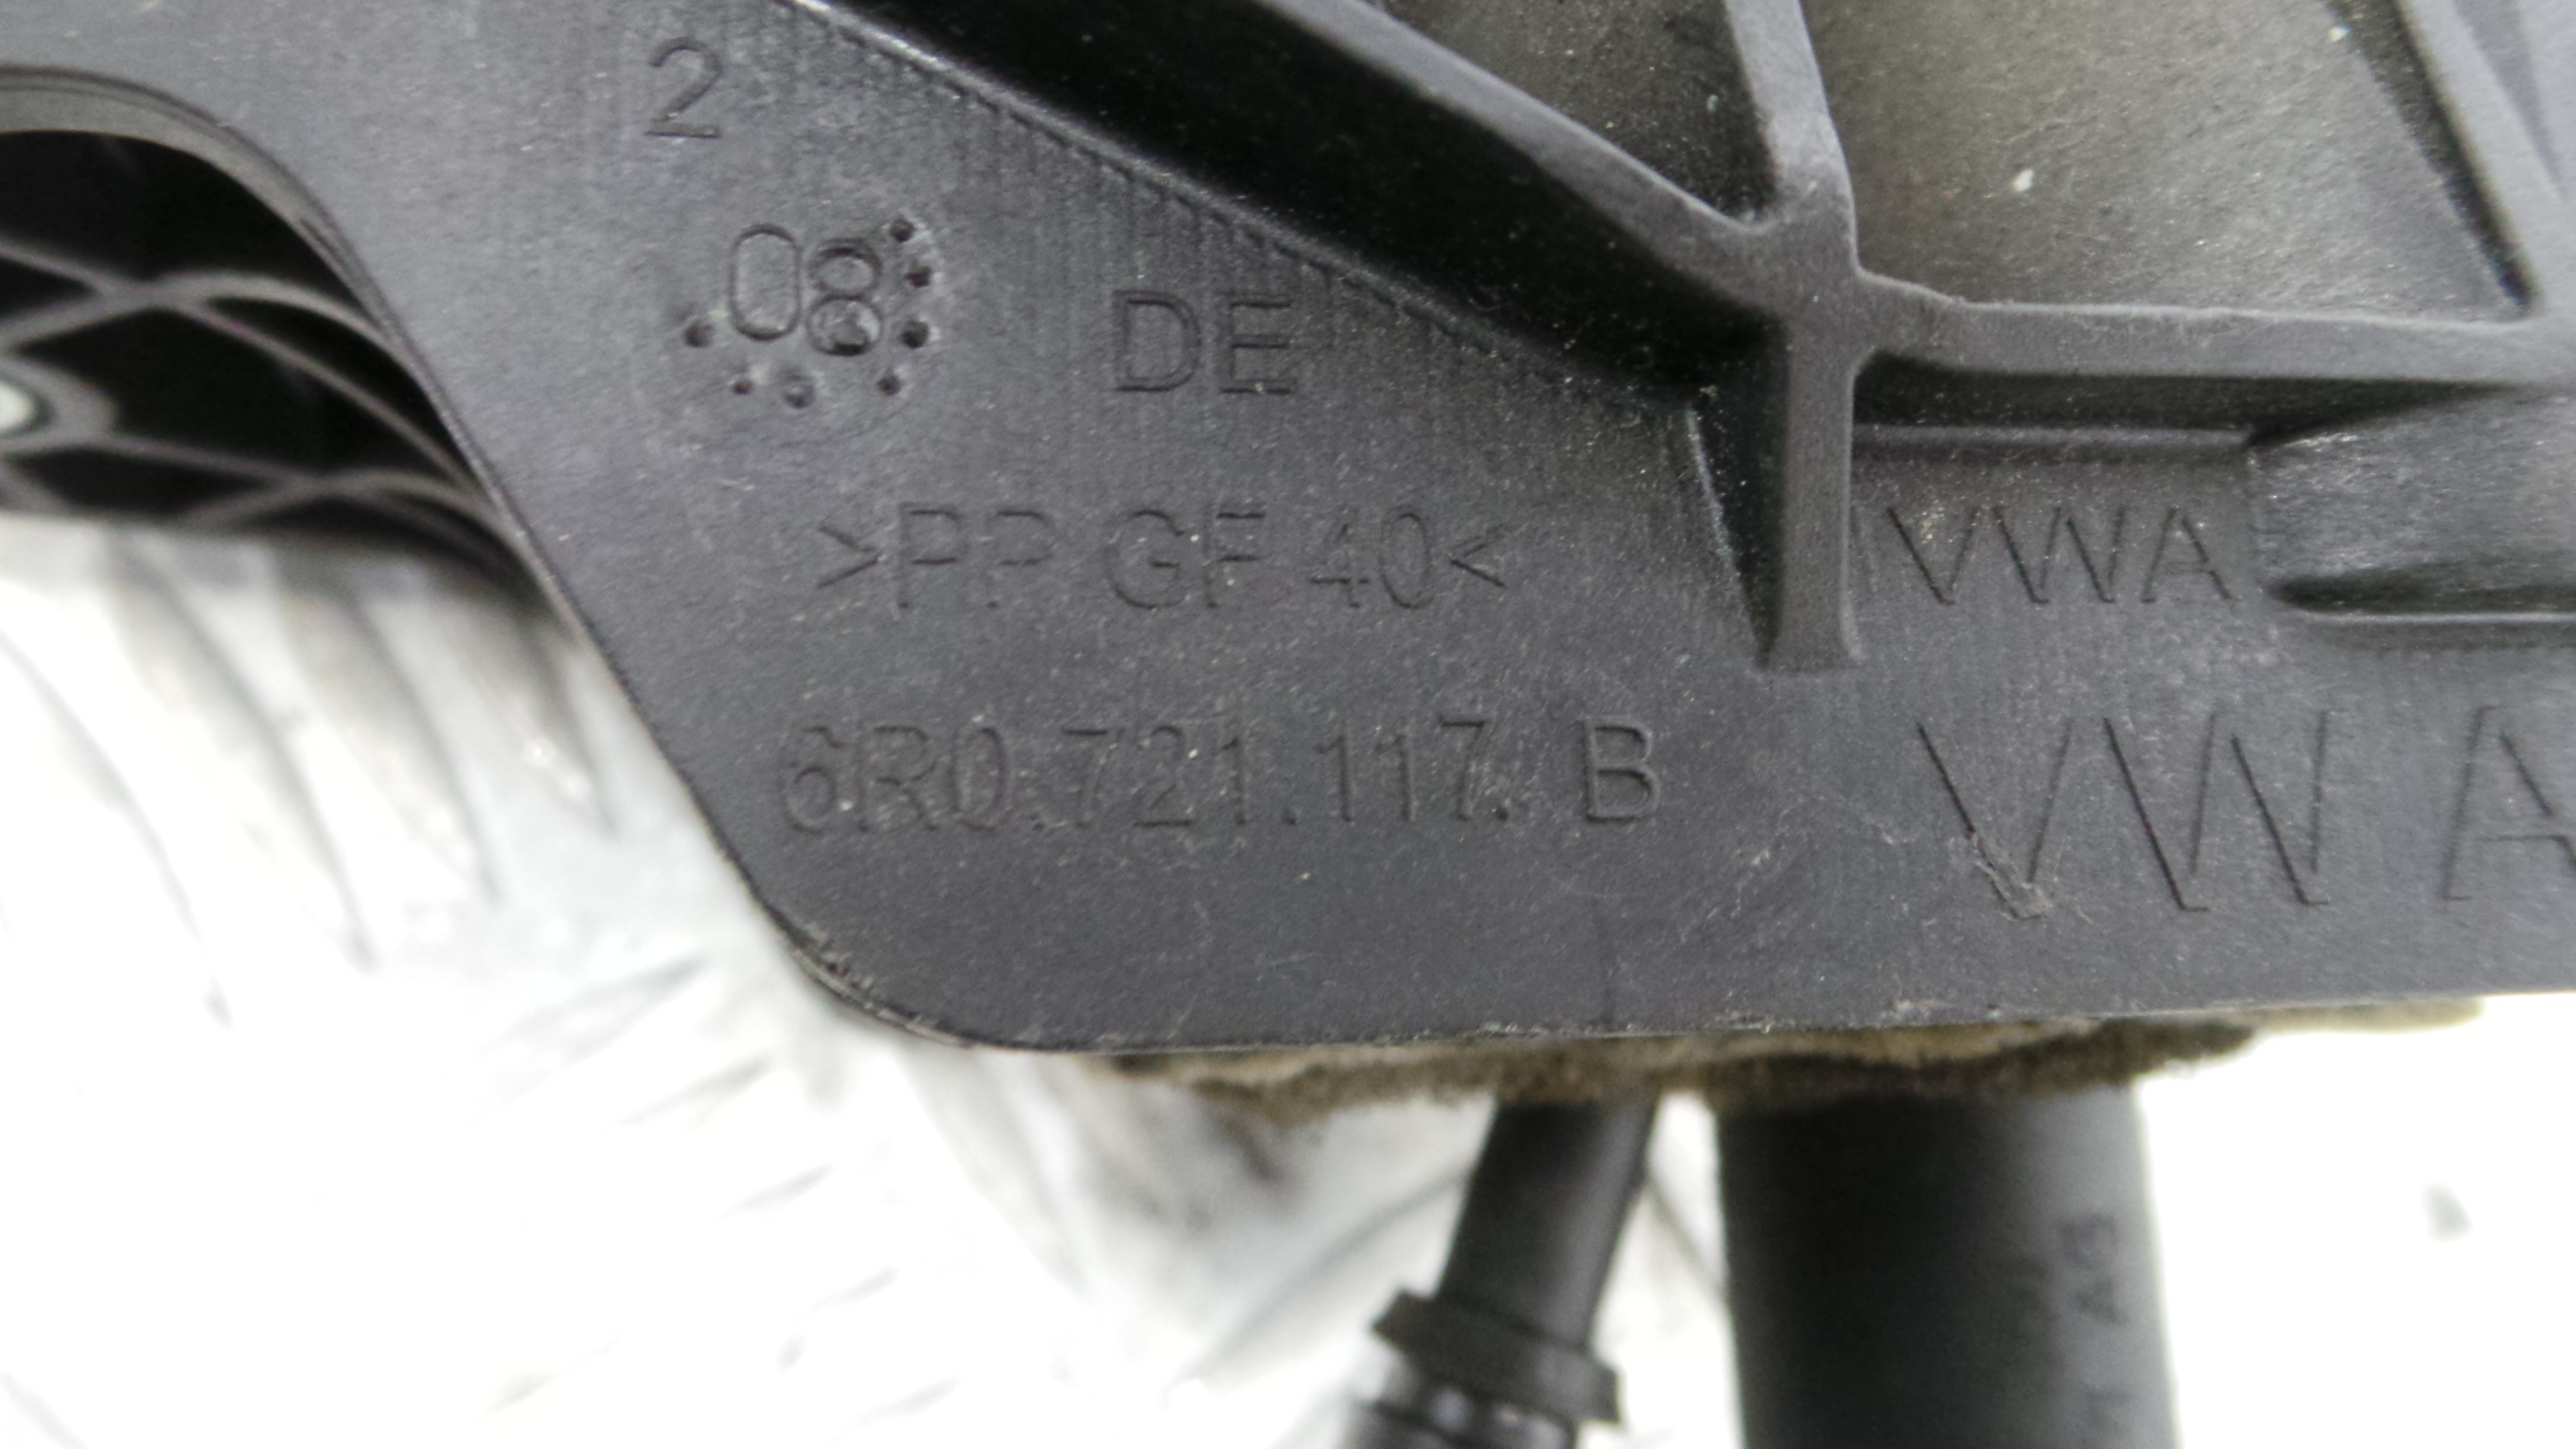 2
08
DE
>PP GF 40<
VWA
6R0.721.117. B
VW A